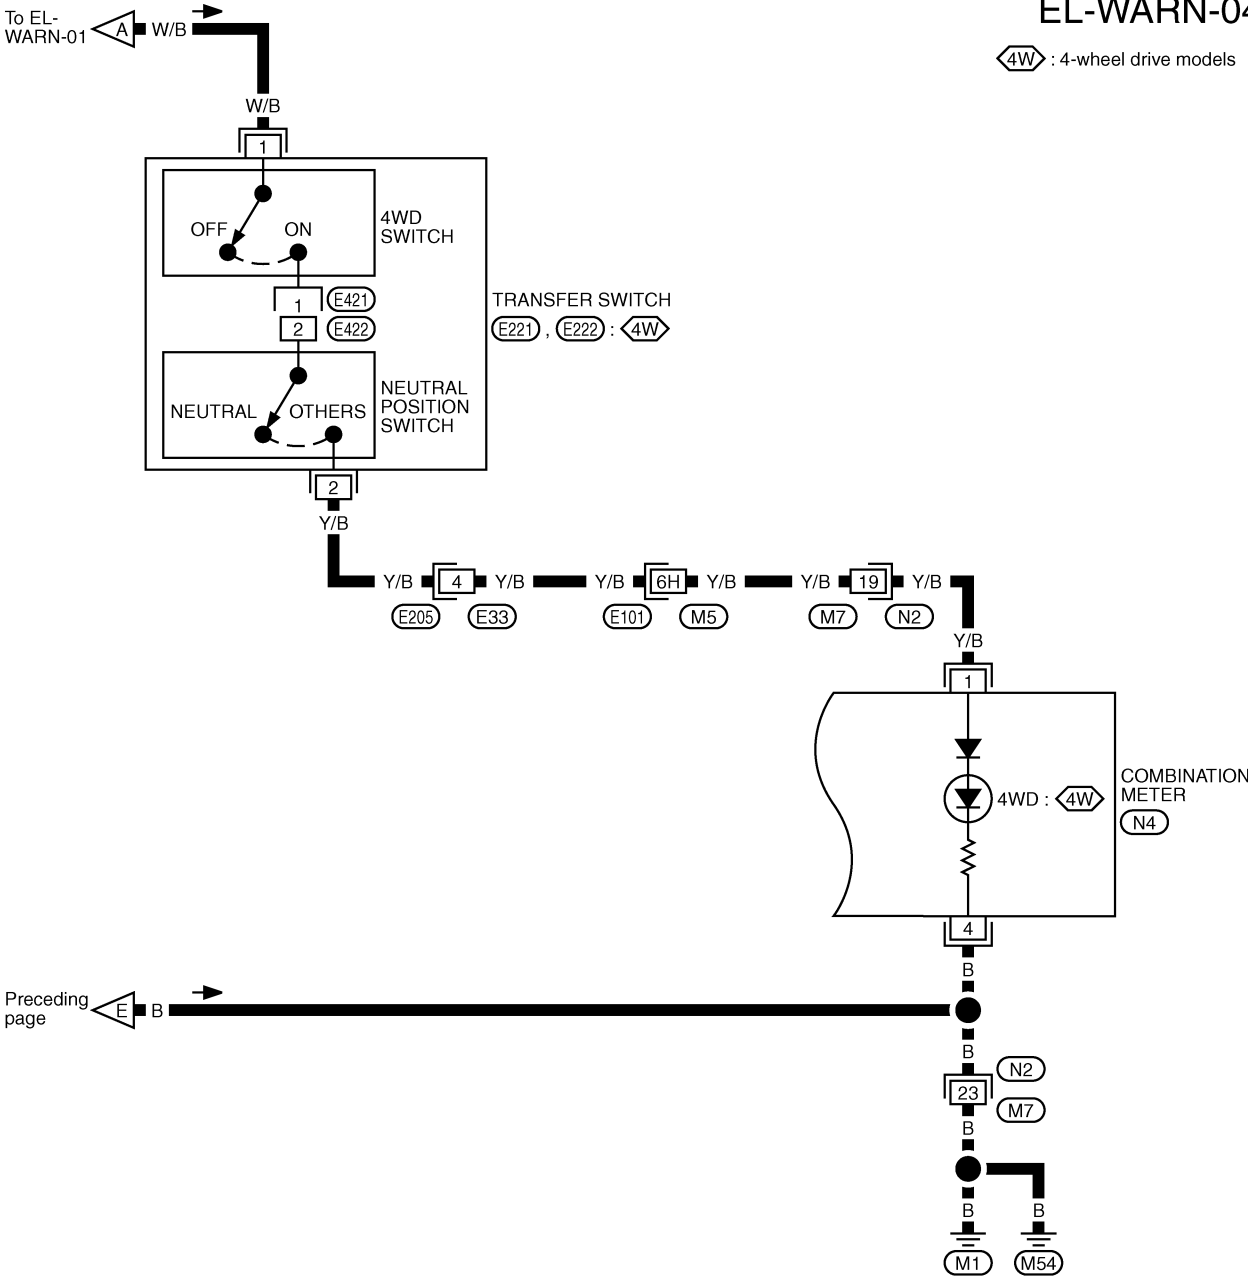 To EL-
WARN-01
A
W/B
EL-WARN-04
4W : 4-wheel drive models
W/B
1
OFF
ON
4WD
SWITCH
1
E421
2
E422
TRANSFER SWITCH
E221 , E222 : 4W
NEUTRAL
OTHERS
NEUTRAL
POSITION
SWITCH
2
Y/B
Y/B 4 Y/B Y/B 6H Y/B Y/B 19 Y/B
E205 E33 E101 M5 M7 N2
Y/B
1
4WD : 4W
COMBINATION
METER
N4
4
B
Preceding
page
E
B
B
N2
23
M7
B
B
B
M1
M54